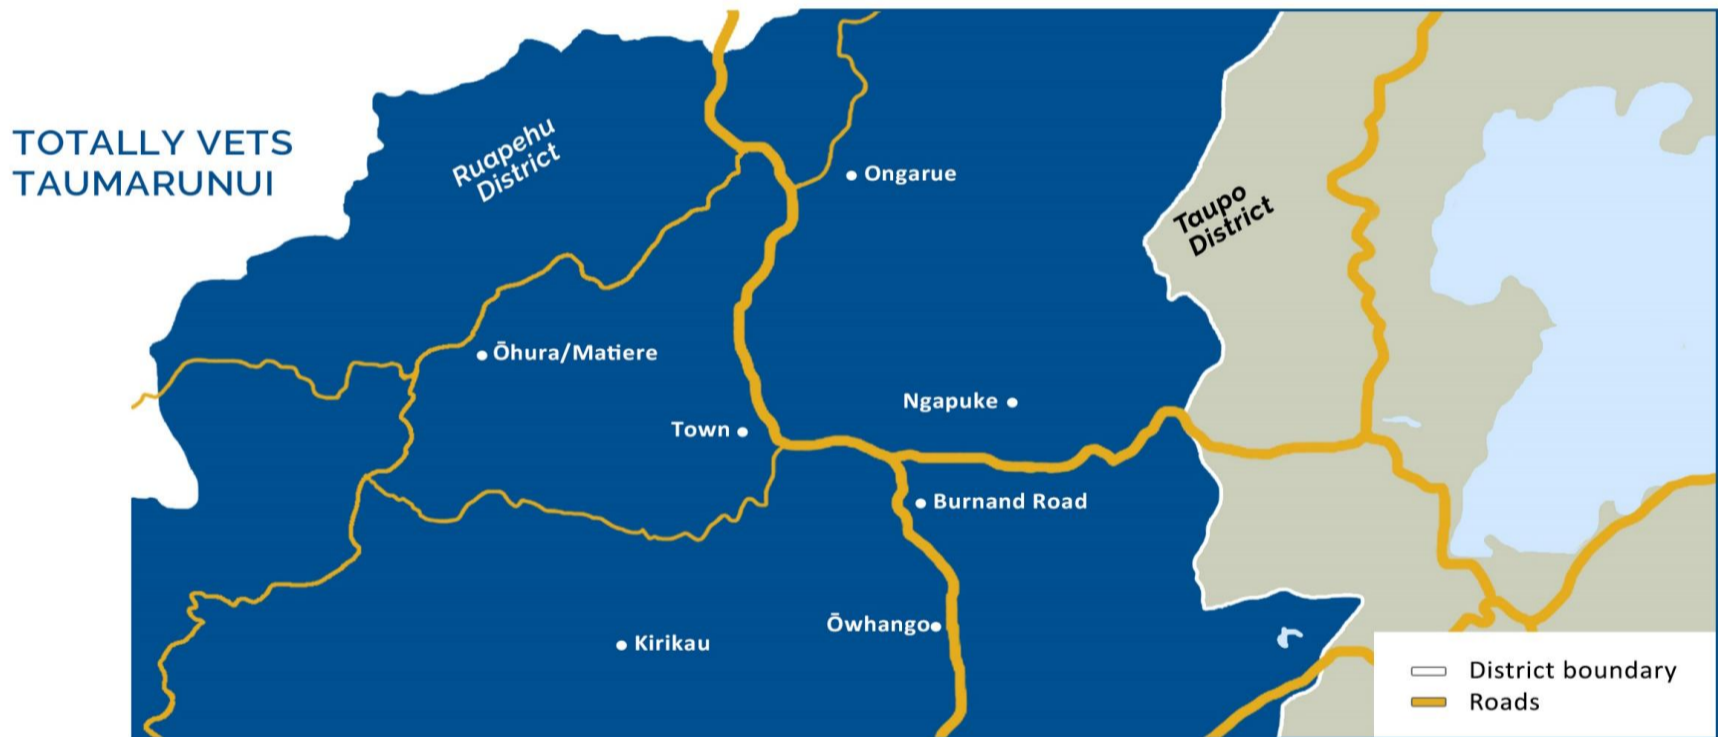 TOTALLY VETS
TAUMARUNUI
Ruapehu
District
Ongarue
Taupo
District
Ōhura/Matiere
Ngapuke
Town
Burnand Road
Ōwhango
Kirikau
District boundary
Roads